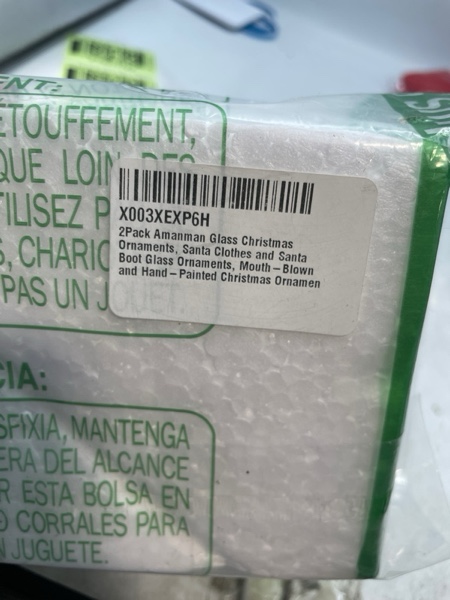 ENT:
ÉTOUFFEMENT,
QUE LOIN DES
TILISEZ P
S, CHARIO
PAS UN JOUET.
X003XEXP6H
2Pack Amanman Glass Christmas
Ornaments, Santa Clothes and Santa
Boot Glass Ornaments, Mouth-Blown
and Hand-Painted Christmas Ornamen
CIA:
SFIXIA, MANTENGA
ERA DEL ALCANCE
R ESTA BOLSA EN
O CORRALES PARA
N JUGUETE.